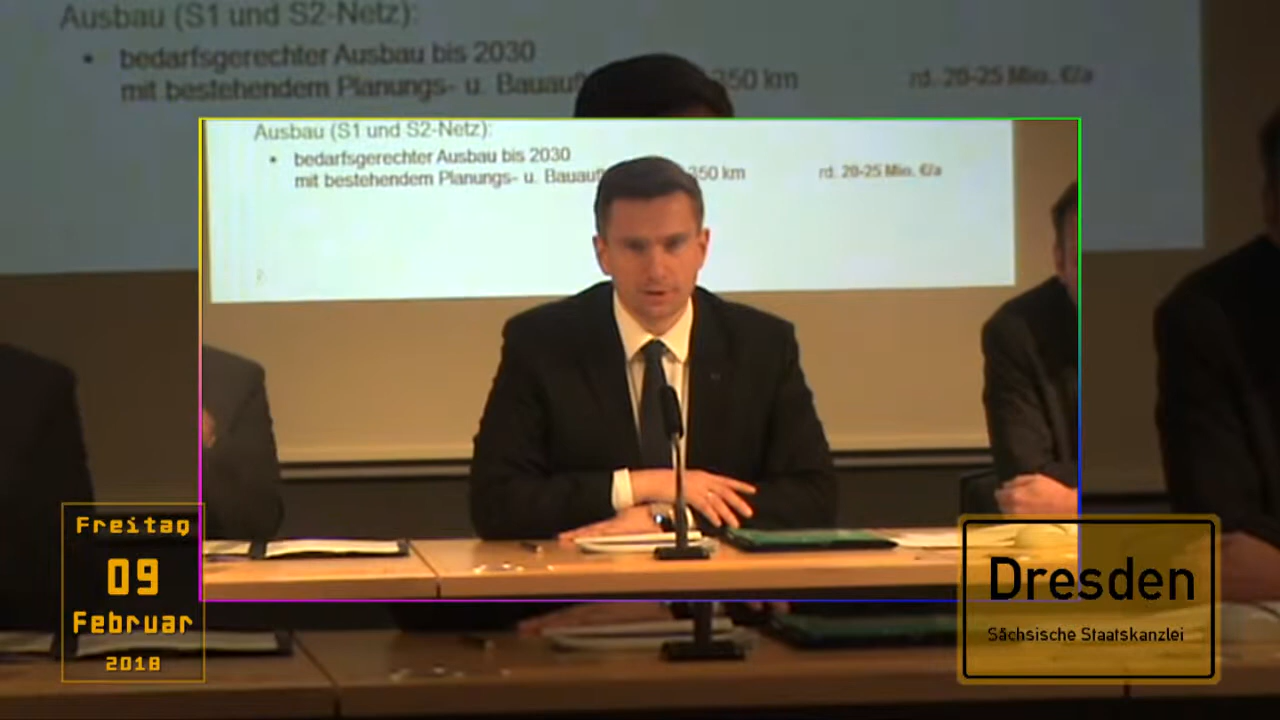 Ausbau (S1 und S2-Netz):
• bedarfsgerechter Ausbau bis 2030
mit bestehendem Planungs- u. Bauauf 350 km rd. 20-25 Mio. €/a
Ausbau (S1 und S2-Netz):
• bedarfsgerechter Ausbau bis 2030
mit bestehendem Planungs- u. Bauauf 350 km rd. 20-25 Mio. €/a
Freitag
09
Februar
2018
Dresden
Sächsische Staatskanzlei